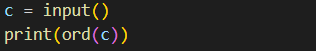 c = input()
print(ord(c))